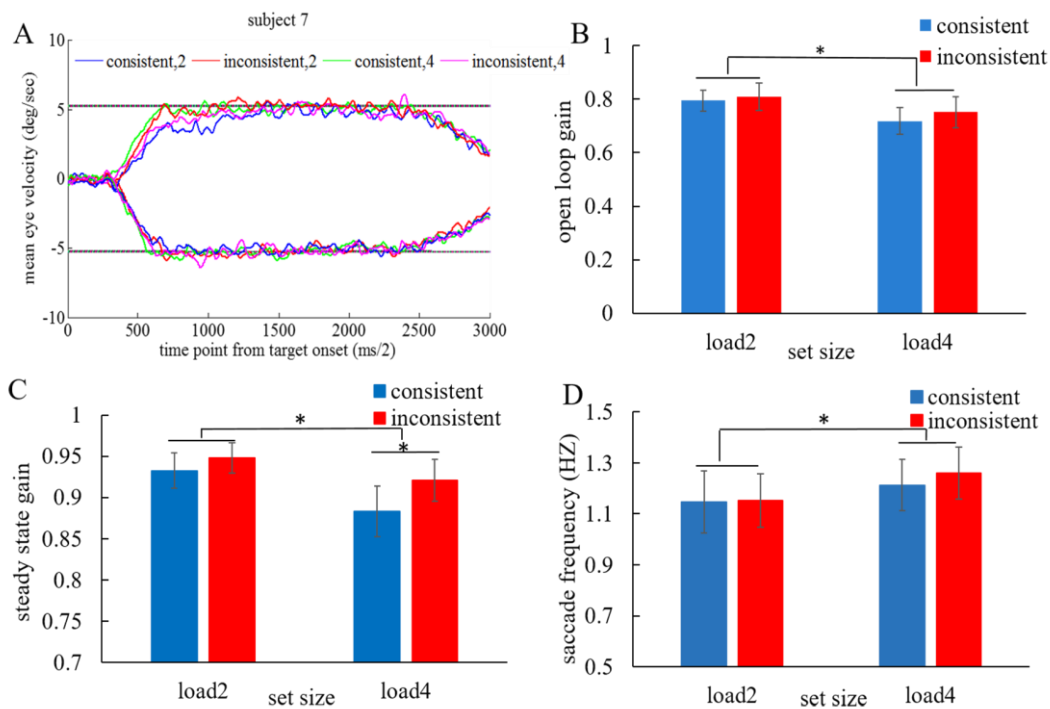 subject 7
A
10
consistent,2 inconsistent,2 consistent,4 inconsistent,4
5
0
-5
-10
mean eye velocity (deg/sec)
0 500 1000 1500 2000 2500 3000
time point from target onset (ms/2)
B
consistent
inconsistent
*
1
0.8
0.6
0.4
0.2
0
open loop gain
load2 load4
set size
C
consistent
inconsistent
*
*
1
0.95
0.9
0.85
0.8
0.75
0.7
steady state gain
load2 load4
set size
D
consistent
inconsistent
*
1.5
1.3
1.1
0.9
0.7
0.5
saccade frequency (HZ)
load2 load4
set size